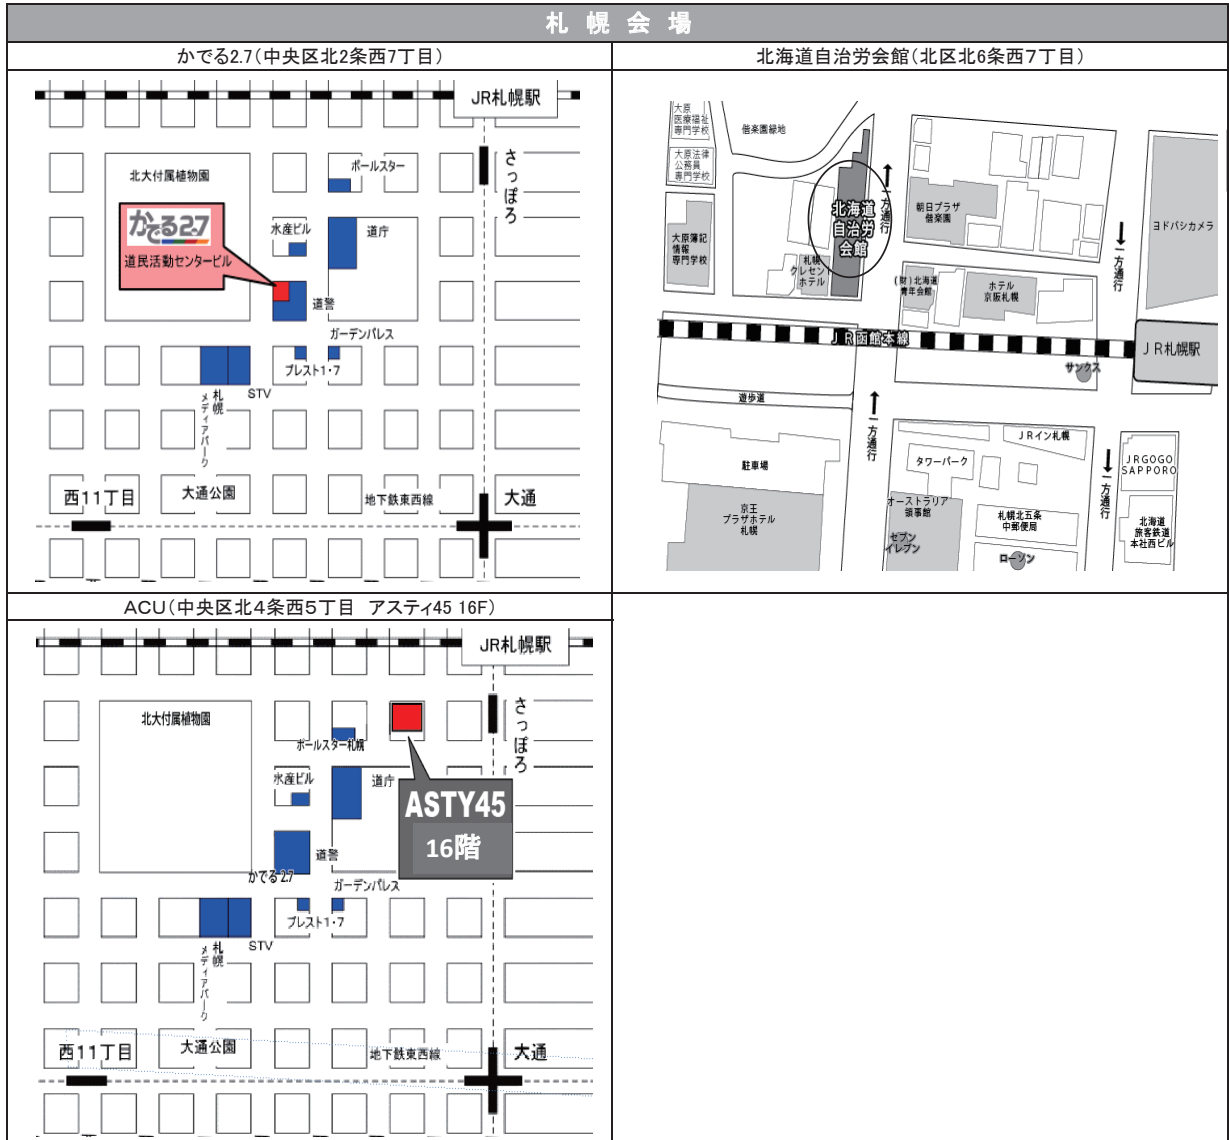 札幌会場
かでる2.7(中央区北2条西7丁目)
北海道自治労会館(北区北6条西7丁目)
JR札幌駅
さっぽろ
ポールスター
北大付属植物園
かでる2・7
道民活動センタービル
水産ビル
道庁
道警
ガーデンパレス
プレスト1・7
STV
札幌
メディアパーク
西11丁目
大通公園
地下鉄東西線
大通
大原
医療福祉
専門学校
偕楽園緑地
大原法律
公務員
専門学校
大原簿記
情報
専門学校
北海道
自治労
会館
札幌
クレセント
ホテル
一方通行
朝日プラザ
偕楽園
一方通行
ヨドバシカメラ
(財)北海道
青年会館
ホテル
京阪札幌
JR函館本線
JR札幌駅
サンクス
遊歩道
一方通行
駐車場
京王
プラザホテル
札幌
JRイン札幌
タワーパーク
オーストラリア
領事館
セブン
イレブン
札幌北五条
中郵便局
ローソン
一方通行
JRGOGO
SAPPORO
北海道
旅客鉄道
本社西ビル
ACU(中央区北4条西5丁目 アスティ45 16F)
JR札幌駅
さっぽろ
北大付属植物園
ポールスター札幌
水産ビル
道庁
ASTY45
16階
道警
かでる2.7
ガーデンパレス
プレスト1・7
STV
札幌
メディアパーク
西11丁目
大通公園
地下鉄東西線
大通